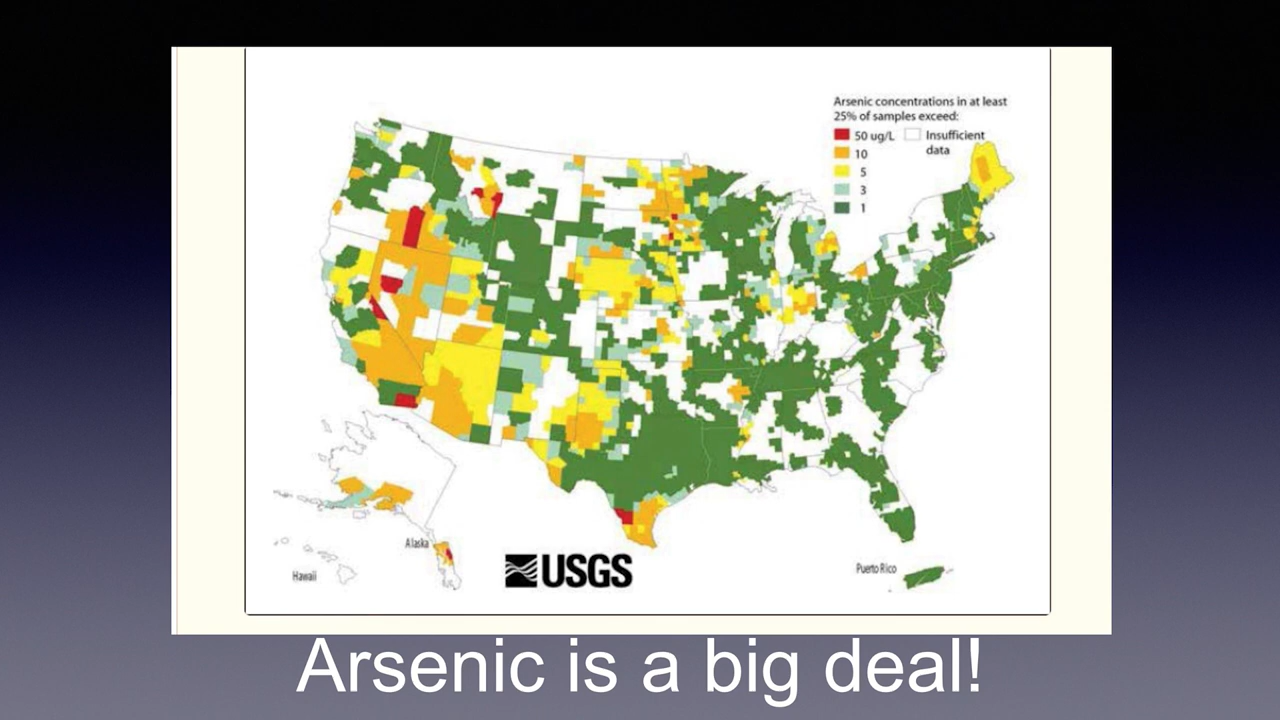 Arsenic concentrations in at least
25% of samples exceed:
50 ug/L Insufficient
data
10
5
3
1
Alaska
Hawaii
USGS
Puerto Rico
Arsenic is a big deal!